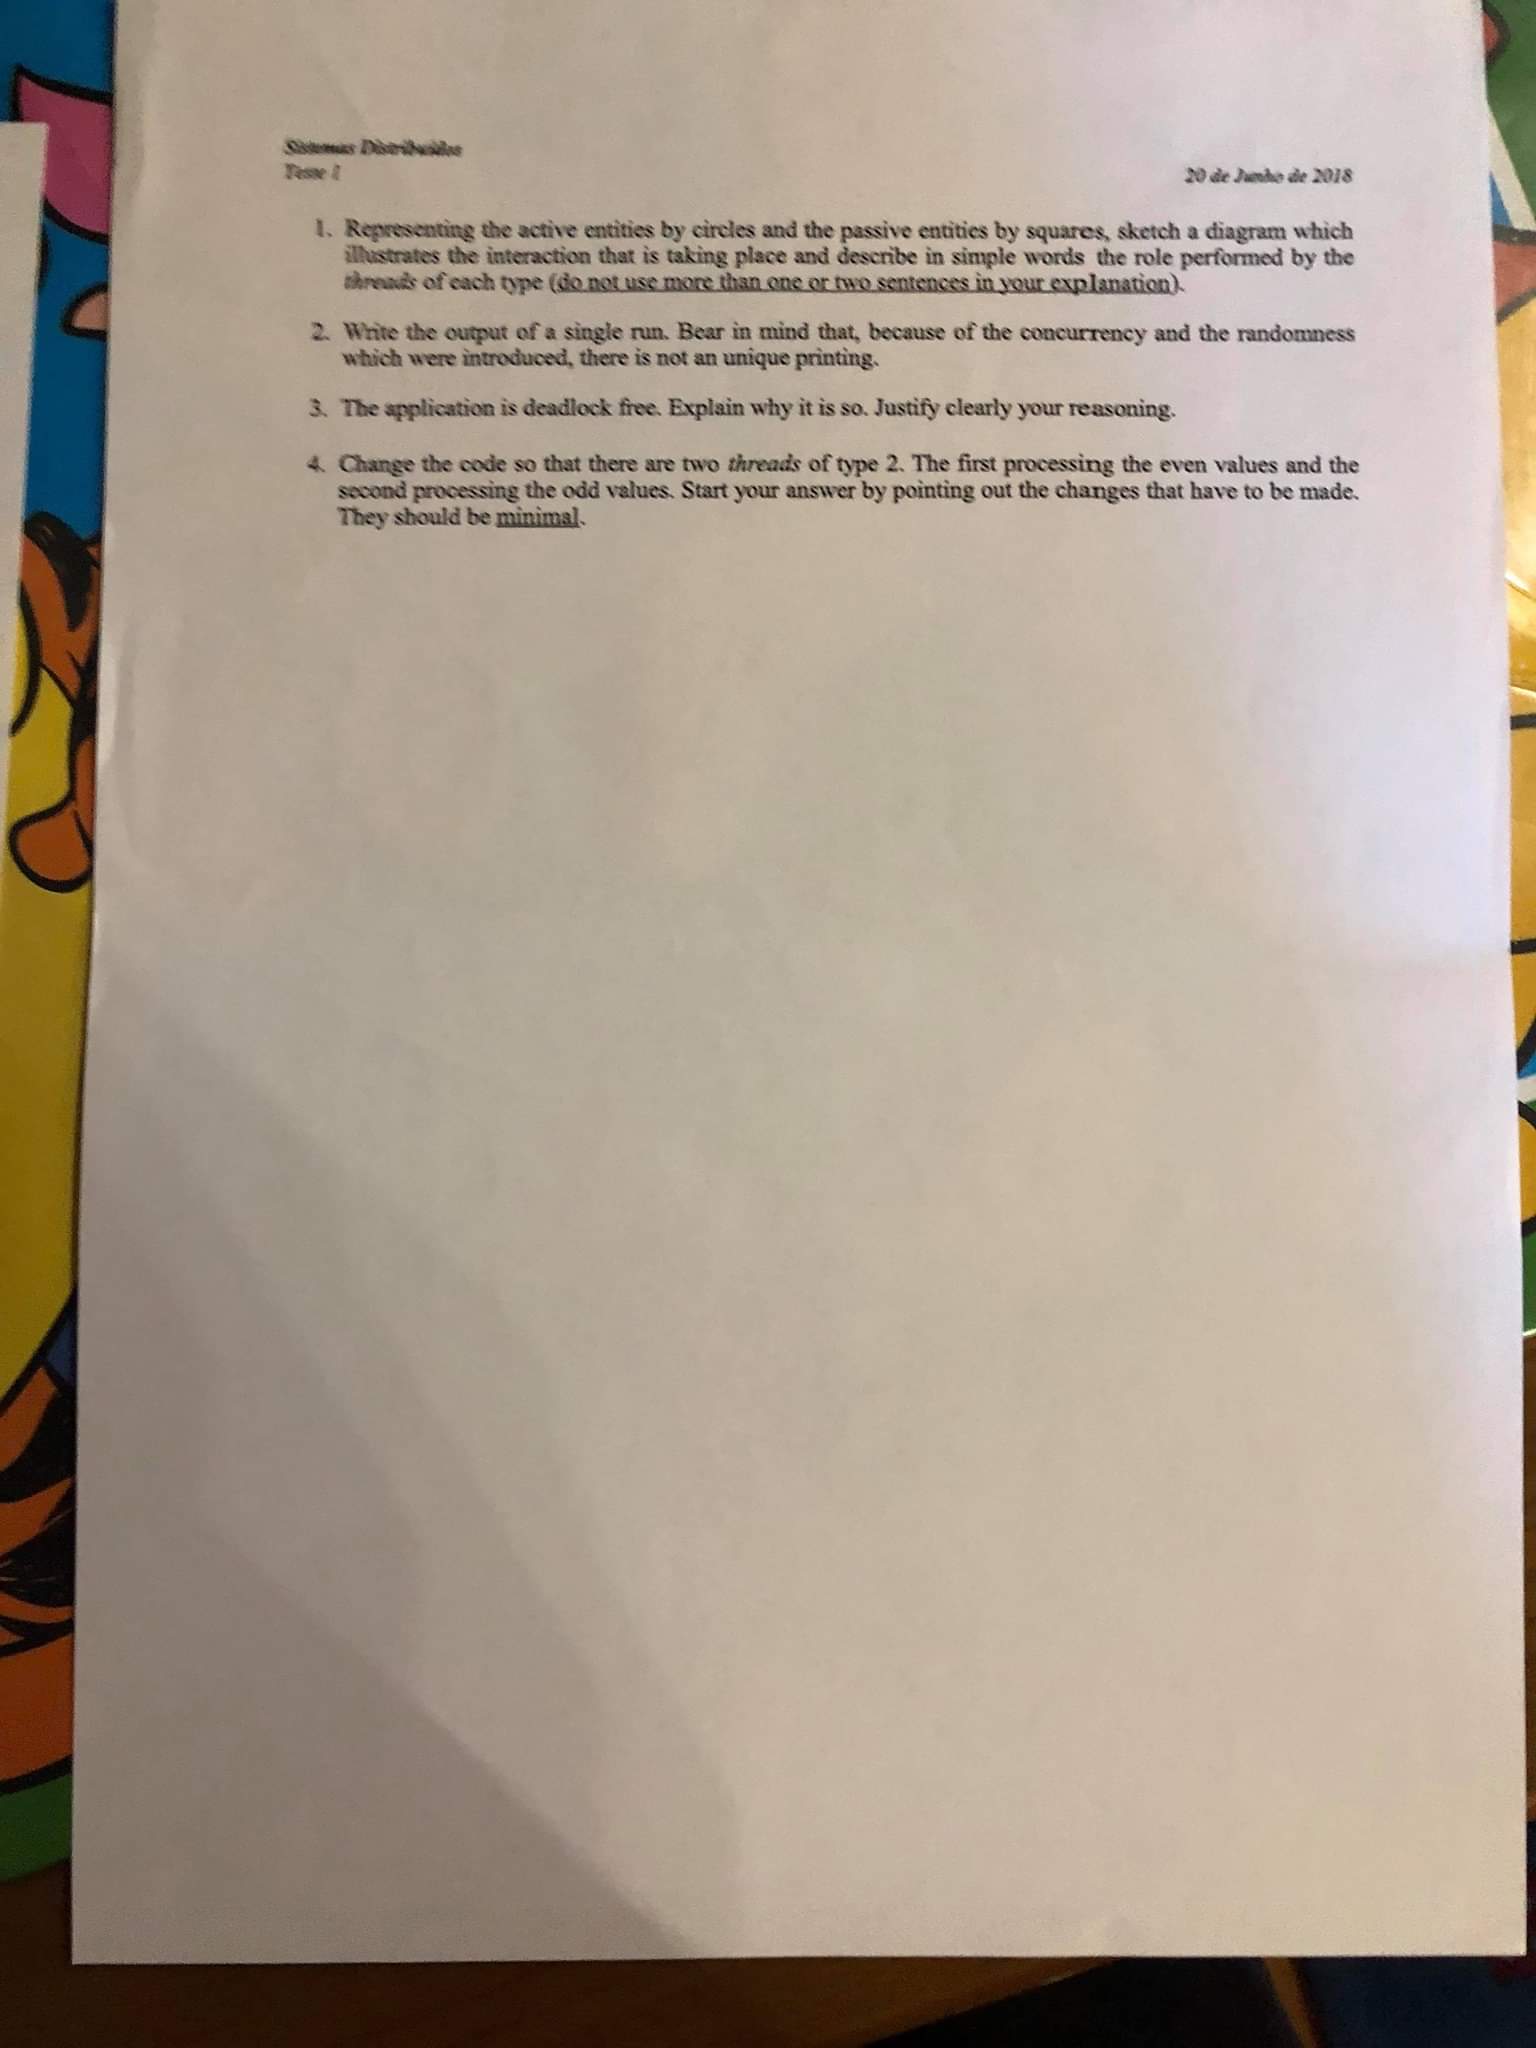 Sistemas Distribuídos
Teste 1
20 de Junho de 2018
1. Representing the active entities by circles and the passive entities by squares, sketch a diagram which
illustrates the interaction that is taking place and describe in simple words the role performed by the
threads of each type (do not use more than one or two sentences in your explanation).
2. Write the output of a single run. Bear in mind that, because of the concurrency and the randomness
which were introduced, there is not an unique printing.
3. The application is deadlock free. Explain why it is so. Justify clearly your reasoning.
4. Change the code so that there are two threads of type 2. The first processing the even values and the
second processing the odd values. Start your answer by pointing out the changes that have to be made.
They should be minimal.